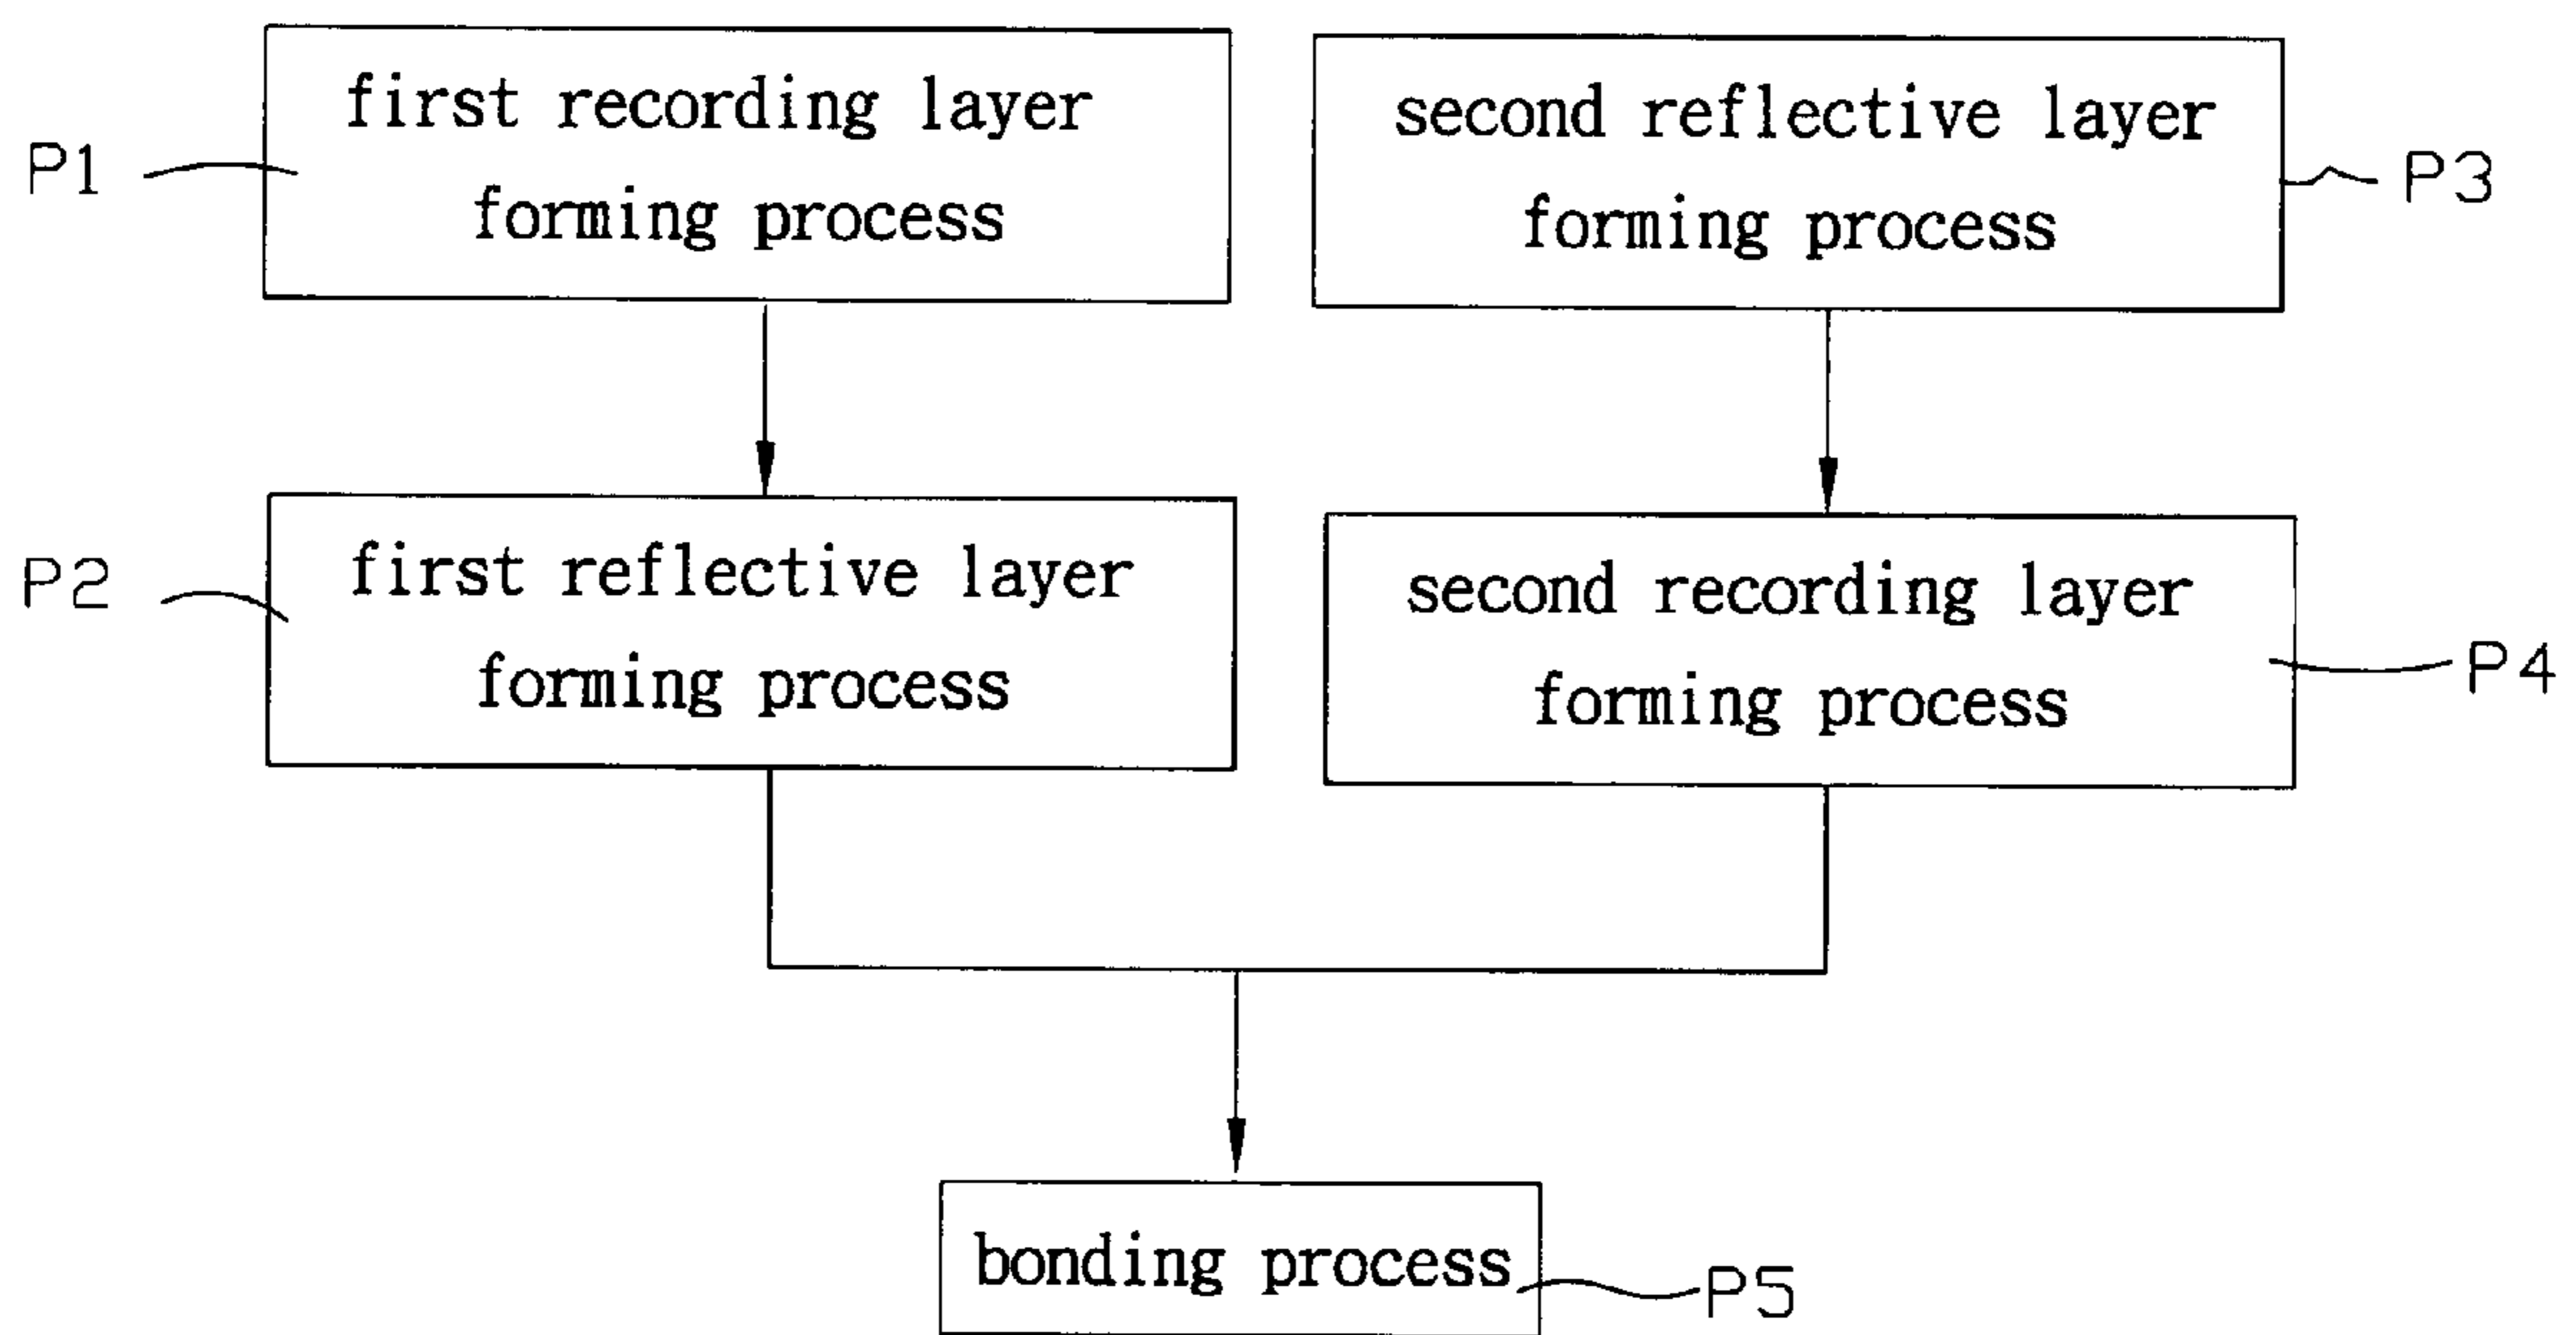 P1
first recording layer
forming process
second reflective layer
forming process
P3
P2
first reflective layer
forming process
second recording layer
forming process
P4
bonding process
P5